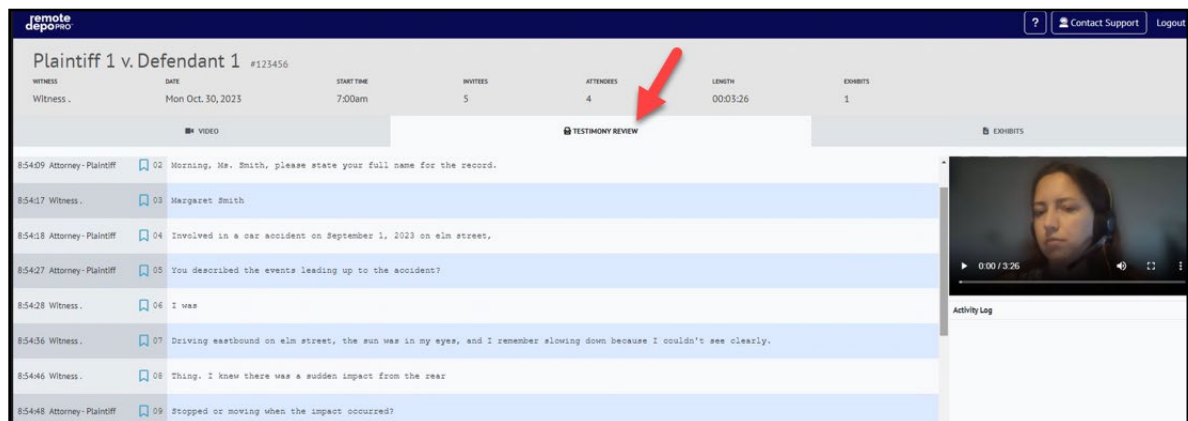 remote
depoPRO
? Contact Support Logout
Plaintiff 1 v. Defendant 1 #123456
WITNESS DATE START TIME INVITEES ATTENDEES LENGTH EXHIBITS
Witness . Mon Oct. 30, 2023 7:00am 5 4 00:03:26 1
VIDEO TESTIMONY REVIEW EXHIBITS
8:54:09 Attorney - Plaintiff 02 Morning, Ms. Smith, please state your full name for the record.
8:54:17 Witness . 03 Margaret Smith
8:54:18 Attorney - Plaintiff 04 Involved in a car accident on September 1, 2023 on elm street,
8:54:27 Attorney - Plaintiff 05 You described the events leading up to the accident?
8:54:28 Witness . 06 I was
8:54:36 Witness . 07 Driving eastbound on elm street, the sun was in my eyes, and I remember slowing down because I couldn't see clearly.
8:54:46 Witness . 08 Thing. I knew there was a sudden impact from the rear
8:54:48 Attorney - Plaintiff 09 Stopped or moving when the impact occurred?
0:00 / 3:26
Activity Log